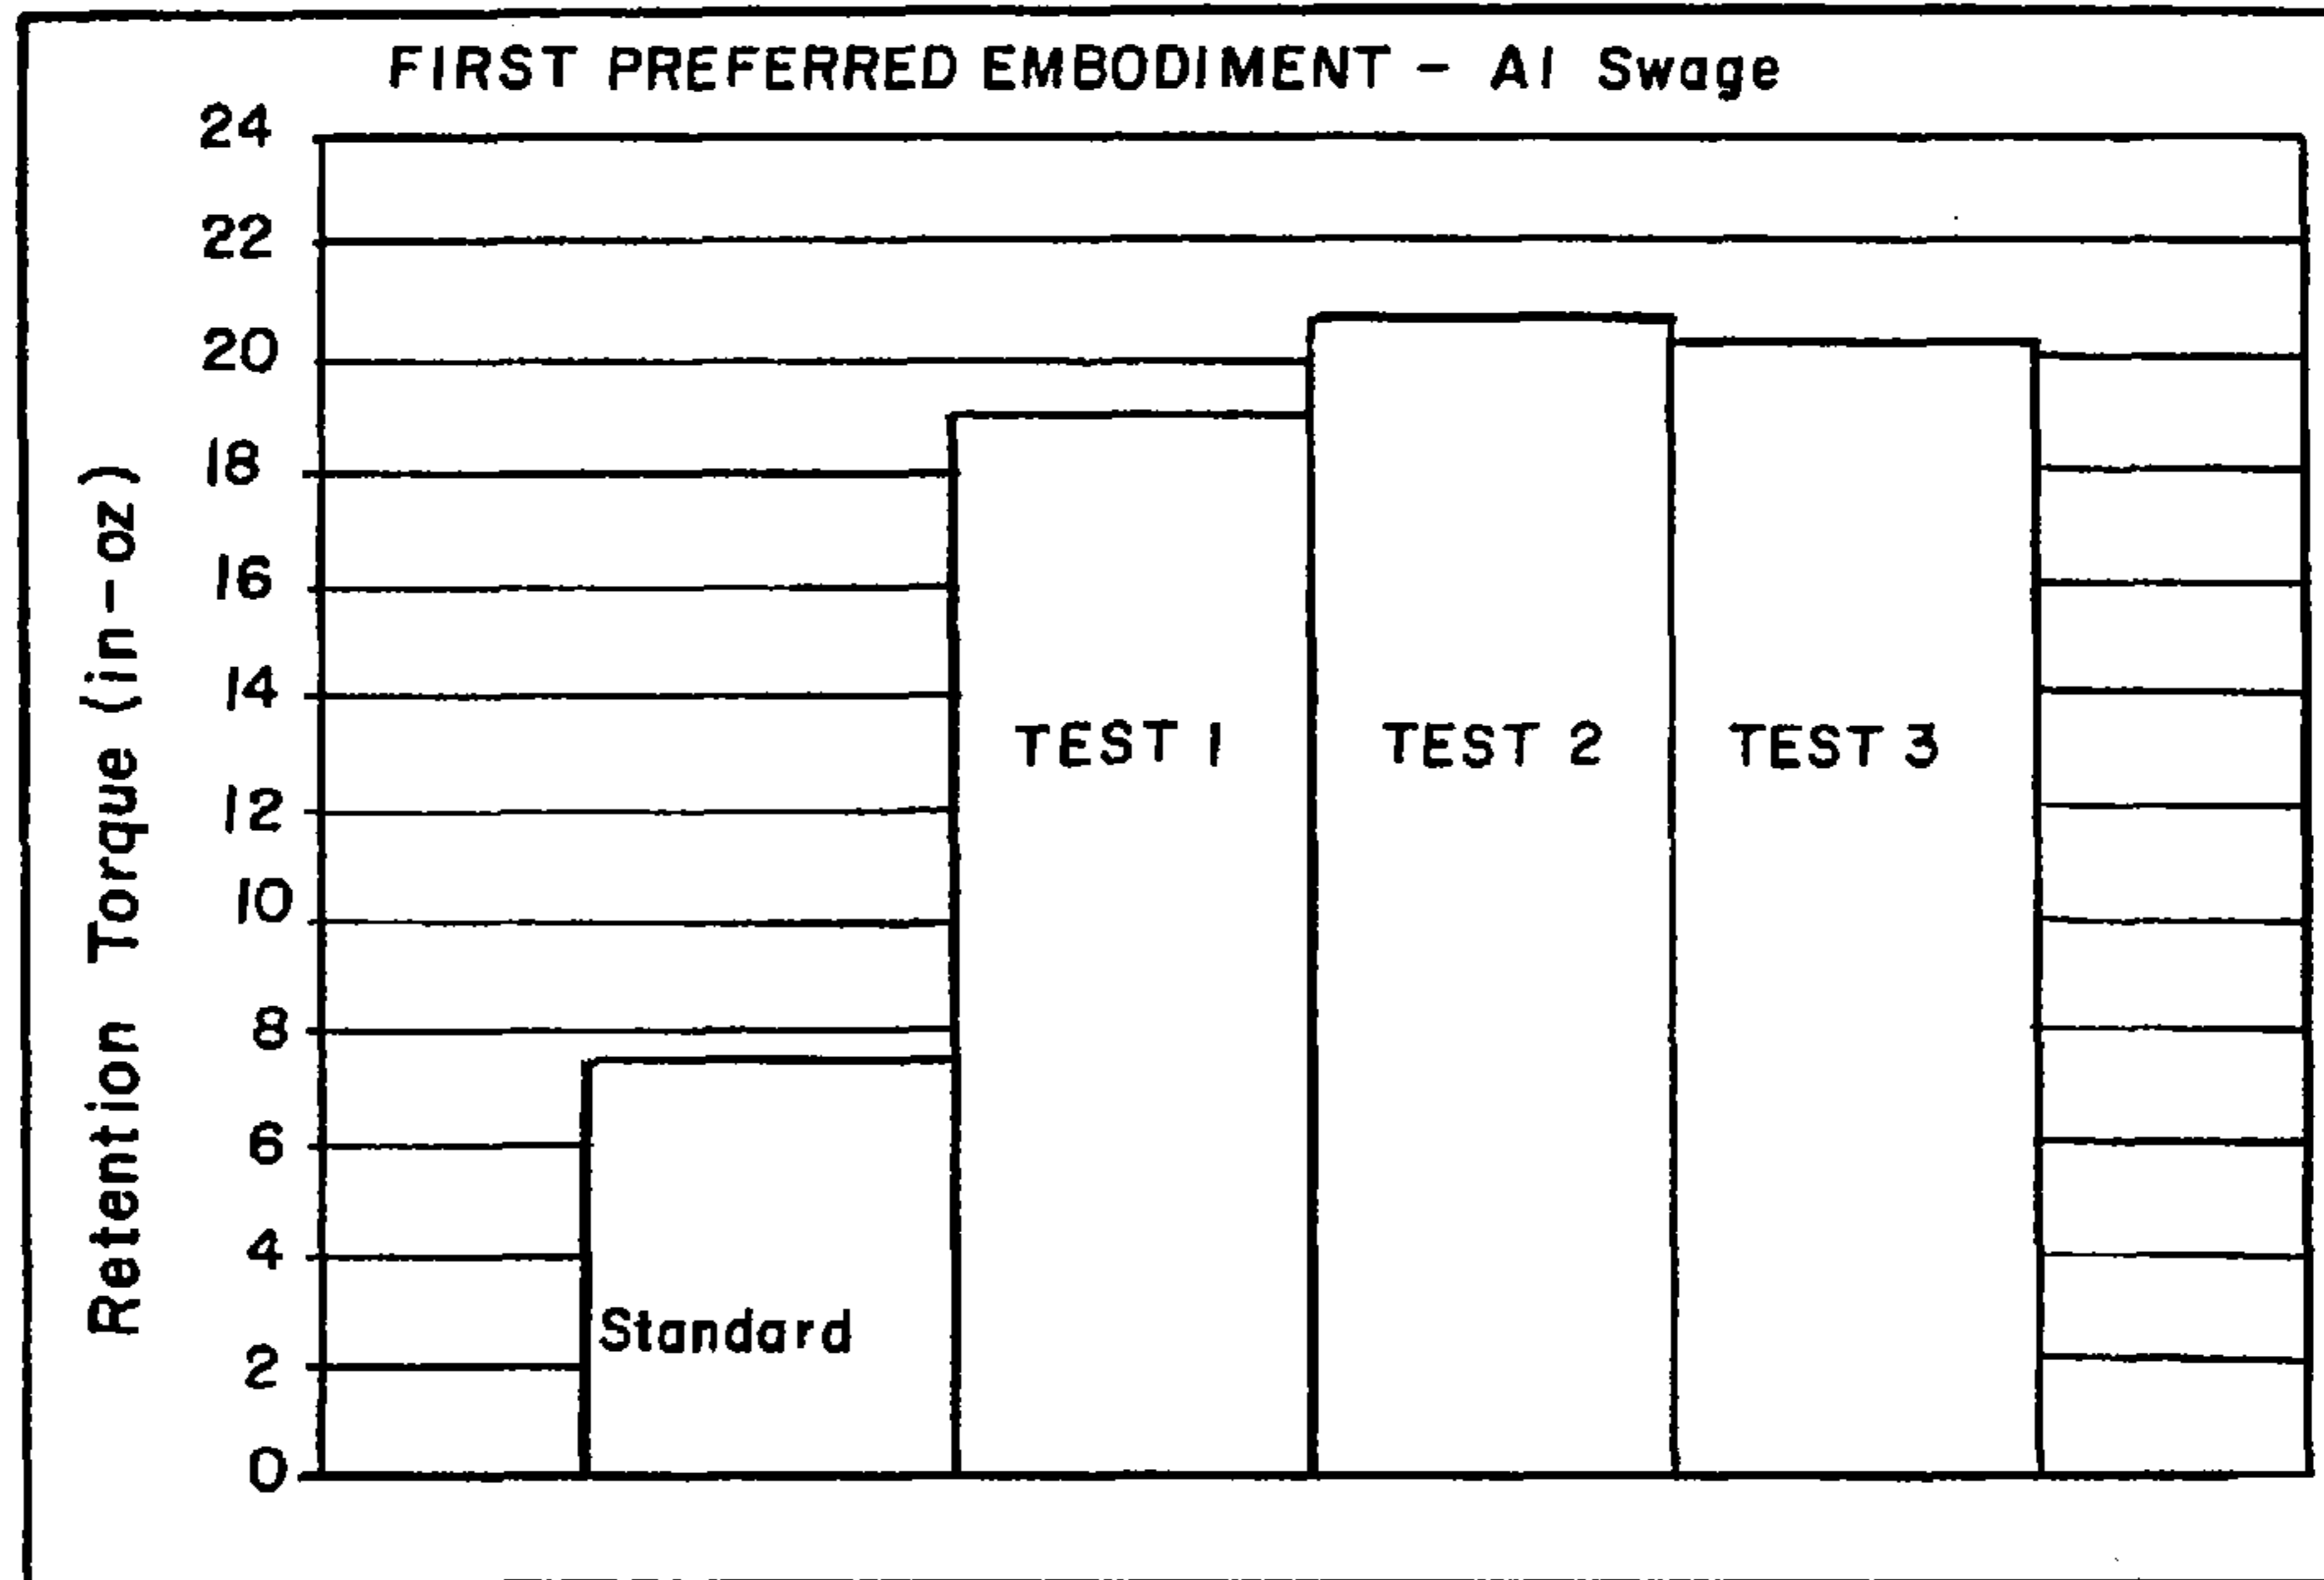 FIRST PREFERRED EMBODIMENT - Al Swage
24
22
20
18
16
14
12
10
8
6
4
2
0
Retention Torque (in-oz)
Standard
TEST 1
TEST 2
TEST 3